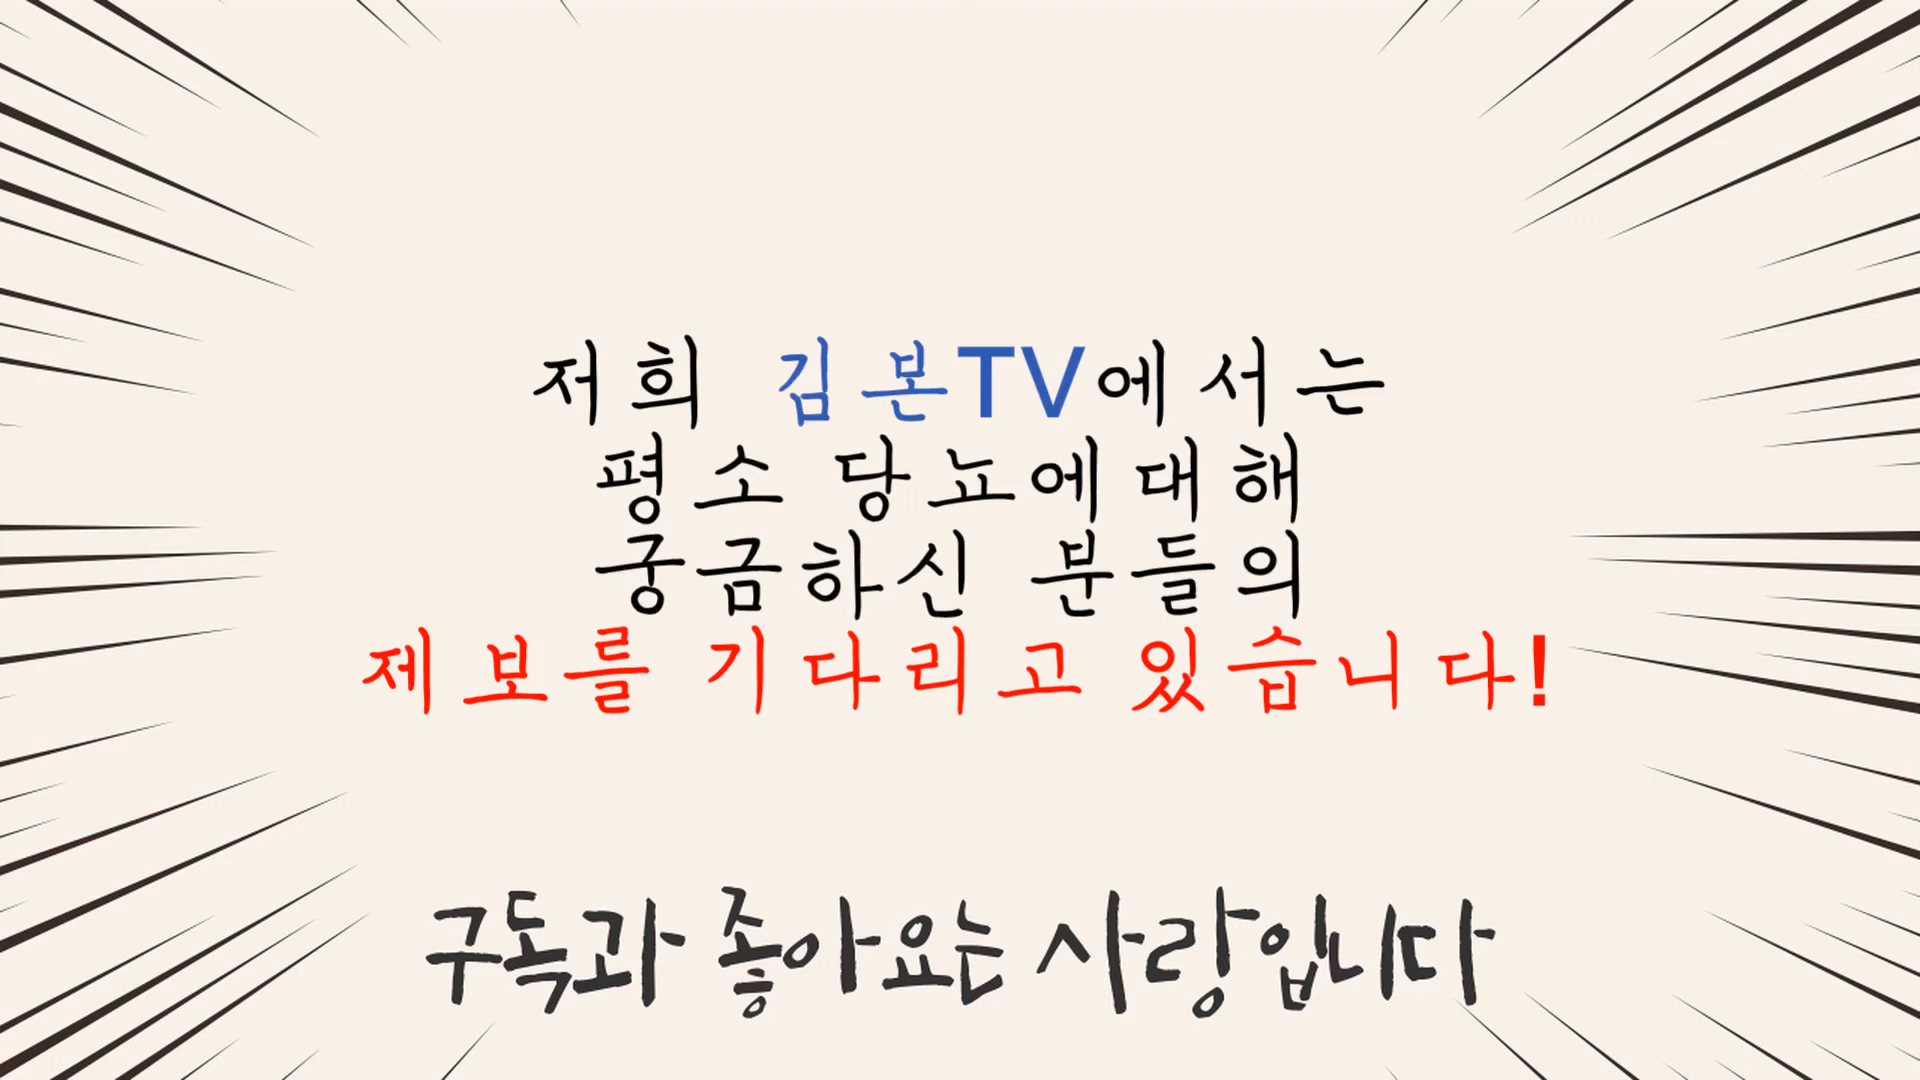 저희 김본TV에서는
평소 당뇨에대해
궁금하신 분들의
제보를 기다리고 있습니다!
구독과 좋아요는 사랑입니다